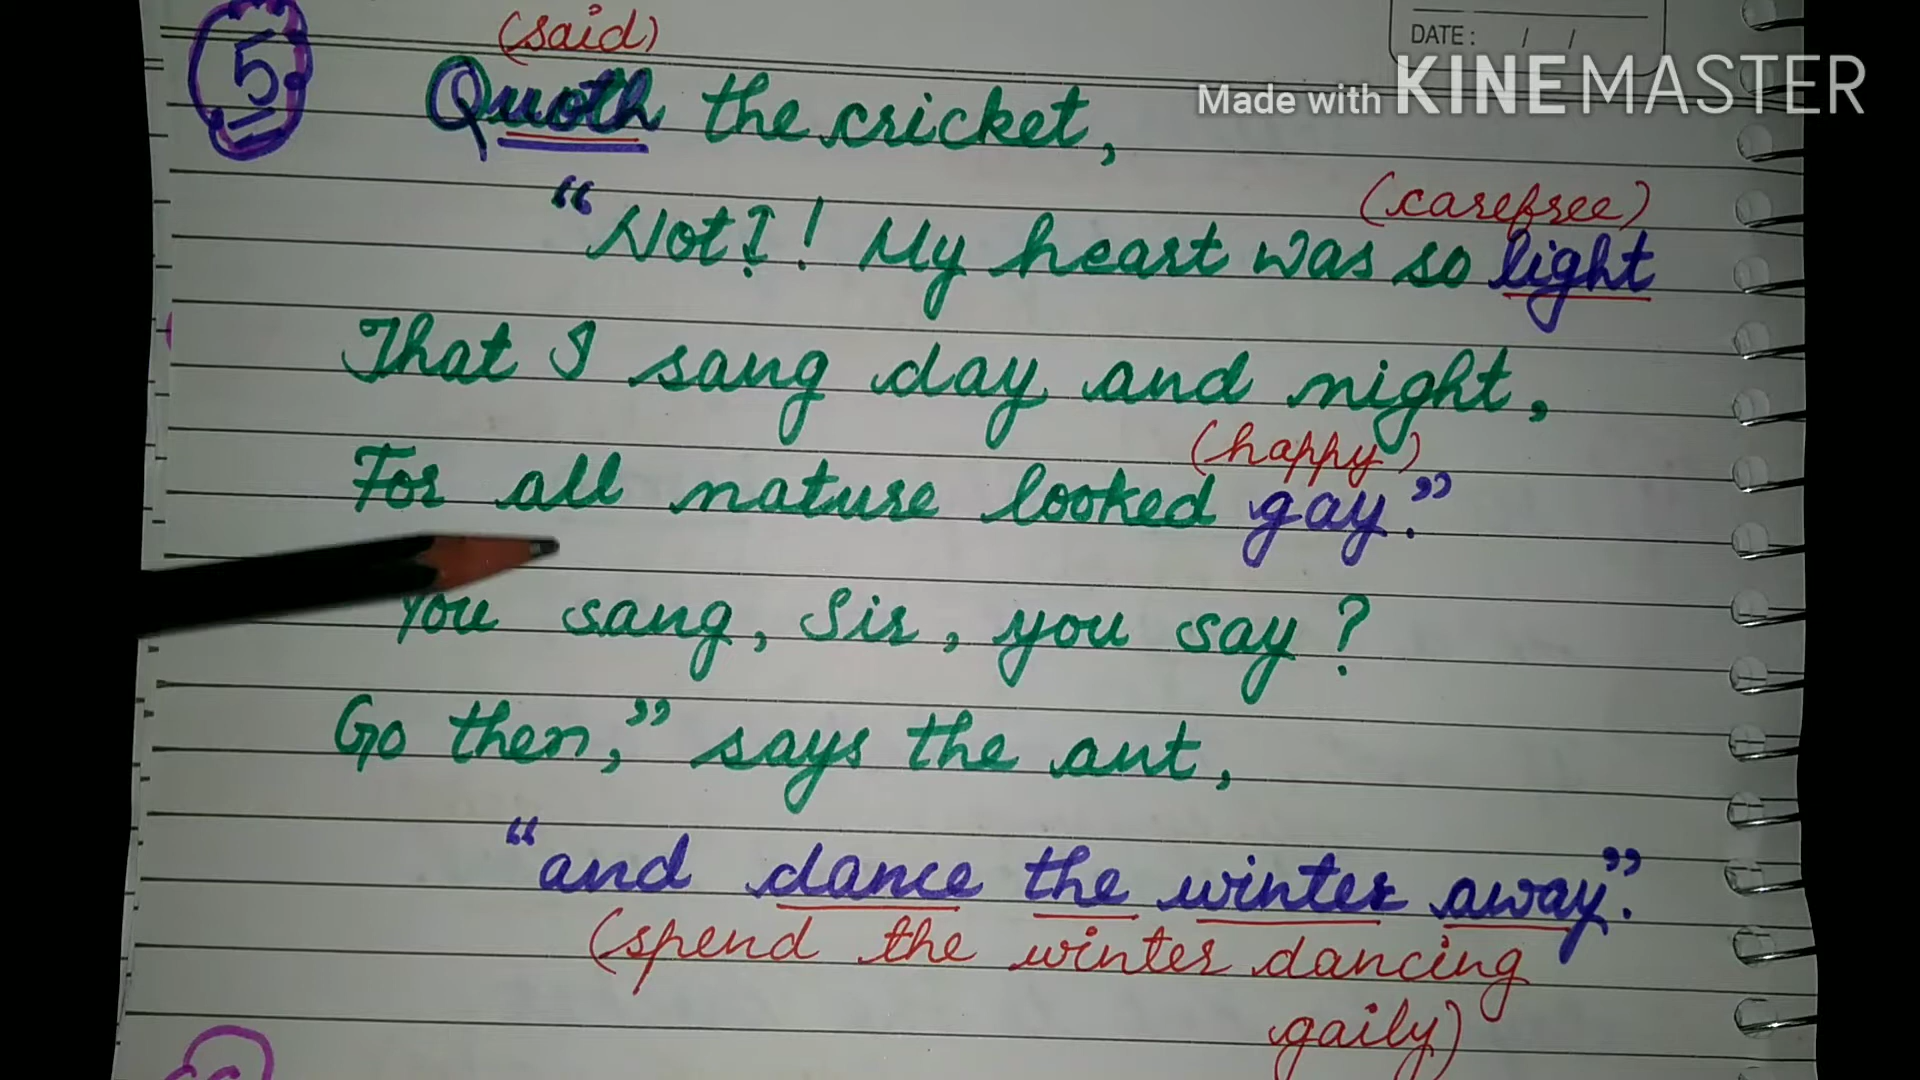 (said)
DATE: / /
Made with KINEMASTER
5 Quoth the cricket,
(carefree)
"Not I! My heart was so light
That I sang day and night,
(happy)
For all nature looked gay."
You sang, Sir, you say?
Go then," says the ant,
"and dance the winter away."
(spend the winter dancing
gaily)